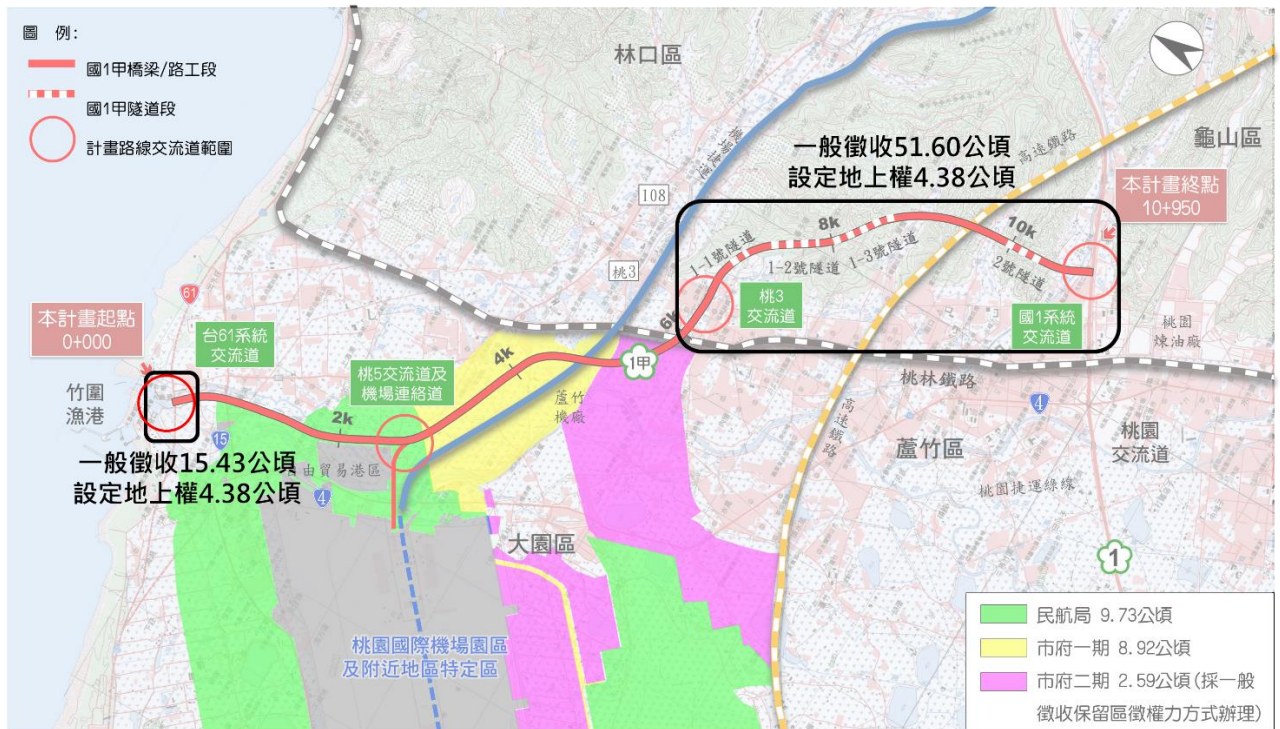 圖 例:
國1甲橋梁/路工段
國1甲隧道段
計畫路線交流道範圍
林口區
機場捷運
108
桃3
一般徵收51.60公頃
設定地上權4.38公頃
高速鐵路
龜山區
本計畫終點
10+950
8k
10k
1-1號隧道
1-2號隧道
1-3號隧道
2號隧道
6k
桃3
交流道
國1系統
交流道
桃園
煉油廠
61
本計畫起點
0+000
台61系統
交流道
桃5交流道及
機場連絡道
4k
1甲
桃林鐵路
竹圍
漁港
2k
蘆竹
機廠
高速鐵路
4
蘆竹區
桃園
交流道
15
一般徵收15.43公頃
設定地上權4.38公頃
自由貿易港區
4
桃園捷運綠線
大園區
1
桃園國際機場園區
及附近地區特定區
民航局 9.73公頃
市府一期 8.92公頃
市府二期 2.59公頃(採一般
徵收保留區徵權力方式辦理)